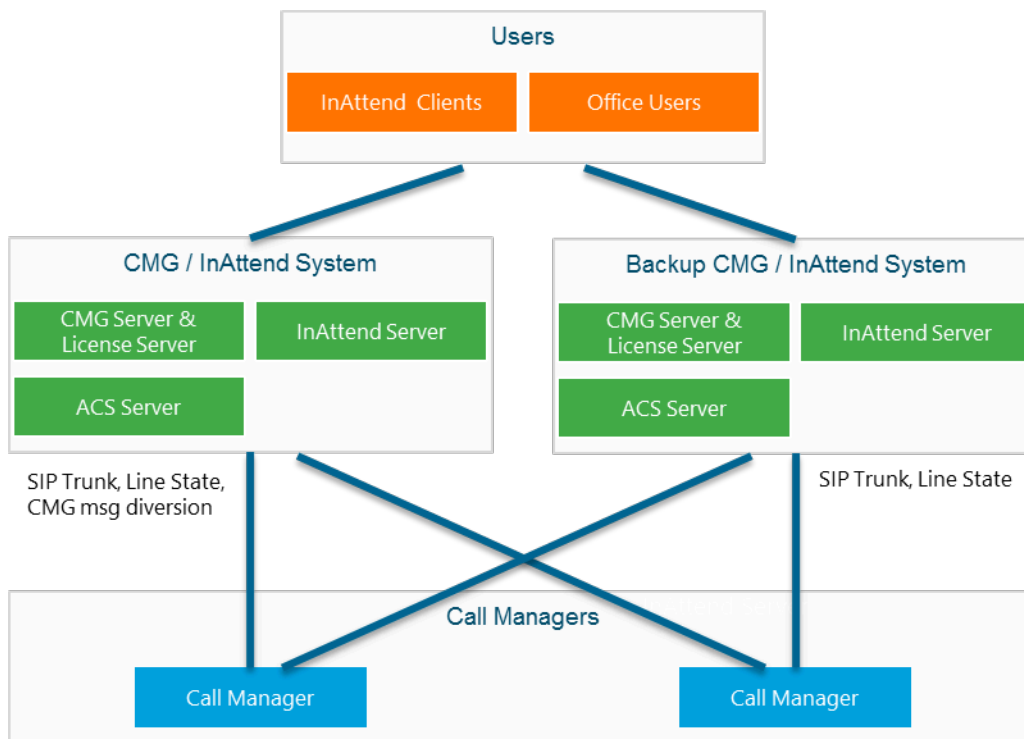 Users
InAttend Clients
Office Users
CMG / InAttend System
Backup CMG / InAttend System
CMG Server &
License Server
InAttend Server
CMG Server &
License Server
InAttend Server
ACS Server
ACS Server
SIP Trunk, Line State,
CMG msg diversion
SIP Trunk, Line State
Call Managers
Call Manager
Call Manager